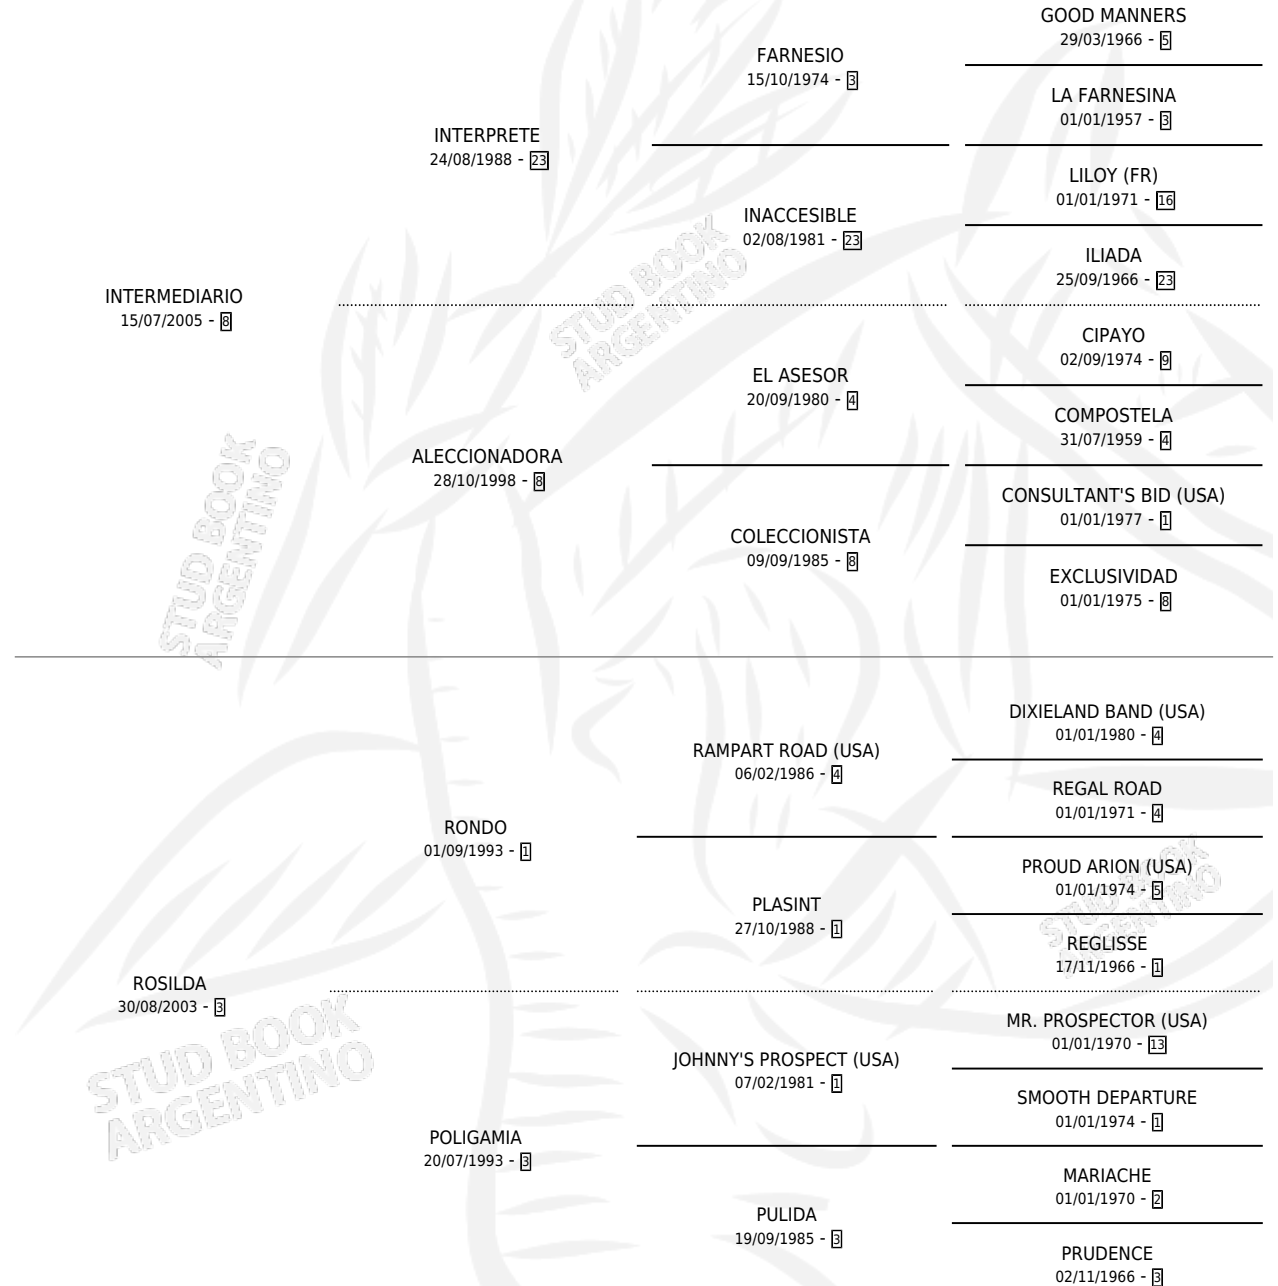 GOOD MANNERS
29/03/1966 - 5
FARNESIO
15/10/1974 - 3
LA FARNESINA
01/01/1957 - 3
INTERPRETE
24/08/1988 - 23
LILOY (FR)
01/01/1971 - 16
INACCESIBLE
02/08/1981 - 23
ILIADA
25/09/1966 - 23
INTERMEDIARIO
15/07/2005 - 8
CIPAYO
02/09/1974 - 9
EL ASESOR
20/09/1980 - 4
COMPOSTELA
31/07/1959 - 4
ALECCIONADORA
28/10/1998 - 8
CONSULTANT'S BID (USA)
01/01/1977 - 1
COLECCIONISTA
09/09/1985 - 8
EXCLUSIVIDAD
01/01/1975 - 8
STUD BOOK
ARGENTINO
STUD BOOK
ARGENTINO
DIXIELAND BAND (USA)
01/01/1980 - 4
RAMPART ROAD (USA)
06/02/1986 - 4
REGAL ROAD
01/01/1971 - 4
RONDO
01/09/1993 - 1
PROUD ARION (USA)
01/01/1974 - 5
PLASINT
27/10/1988 - 1
REGLISSE
17/11/1966 - 1
ROSILDA
30/08/2003 - 3
MR. PROSPECTOR (USA)
01/01/1970 - 13
JOHNNY'S PROSPECT (USA)
07/02/1981 - 1
SMOOTH DEPARTURE
01/01/1974 - 1
POLIGAMIA
20/07/1993 - 3
MARIACHE
01/01/1970 - 2
PULIDA
19/09/1985 - 3
PRUDENCE
02/11/1966 - 3
STUD BOOK
ARGENTINO
STUD BOOK
ARGENTINO